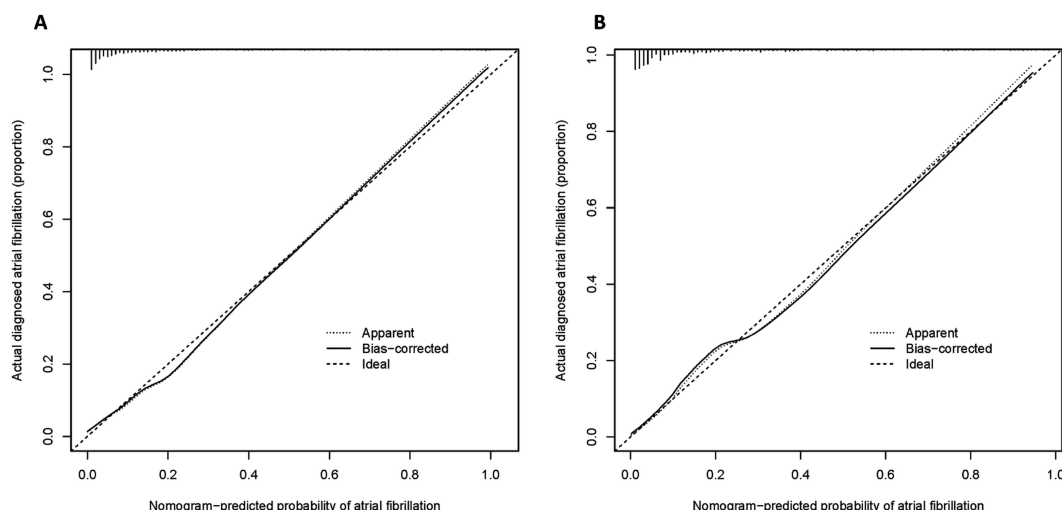 A
Actual diagnosed atrial fibrillation (proportion)
1.0
0.8
0.6
0.4
0.2
0.0
Apparent
Bias−corrected
Ideal
0.0 0.2 0.4 0.6 0.8 1.0
Nomogram−predicted probability of atrial fibrillation
B
Actual diagnosed atrial fibrillation (proportion)
1.0
0.8
0.6
0.4
0.2
0.0
Apparent
Bias−corrected
Ideal
0.0 0.2 0.4 0.6 0.8 1.0
Nomogram−predicted probability of atrial fibrillation